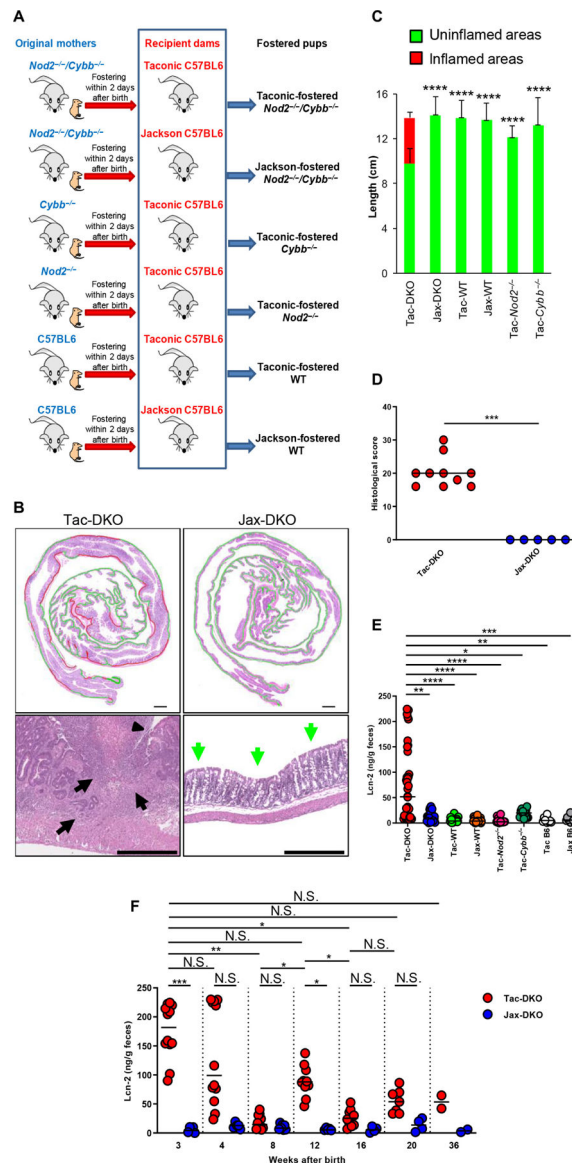 A
Original mothers
Recipient dams
Fostered pups
Nod2–/–/Cybb–/–
Taconic C57BL6
Fostering
within 2 days
after birth
Taconic-fostered
Nod2–/–/Cybb–/–
Nod2–/–/Cybb–/–
Jackson C57BL6
Fostering
within 2 days
after birth
Jackson-fostered
Nod2–/–/Cybb–/–
Cybb–/–
Taconic C57BL6
Fostering
within 2 days
after birth
Taconic-fostered
Cybb–/–
Nod2–/–
Taconic C57BL6
Fostering
within 2 days
after birth
Taconic-fostered
Nod2–/–
C57BL6
Taconic C57BL6
Fostering
within 2 days
after birth
Taconic-fostered
WT
C57BL6
Jackson C57BL6
Fostering
within 2 days
after birth
Jackson-fostered
WT
B
Tac-DKO
Jax-DKO
C
Uninflamed areas
Inflamed areas
Length (cm)
16
12
8
4
0
**** **** **** **** ****
Tac-DKO
Jax-DKO
Tac-WT
Jax-WT
Tac-Nod2–/–
Tac-Cybb–/–
D
***
Histological score
40
30
20
10
0
Tac-DKO
Jax-DKO
E
***
**
*
****
****
****
**
Lcn-2 (ng/g feces)
250
200
150
100
50
0
Tac-DKO
Jax-DKO
Tac-WT
Jax-WT
Tac-Nod2–/–
Tac-Cybb–/–
Tac B6
Jax B6
F
N.S.
N.S.
*
N.S. N.S.
** *
N.S. *
*** N.S. N.S. * N.S. N.S.
Lcn-2 (ng/g feces)
250
200
150
100
50
0
3 4 8 12 16 20 36
Weeks after birth
Tac-DKO
Jax-DKO